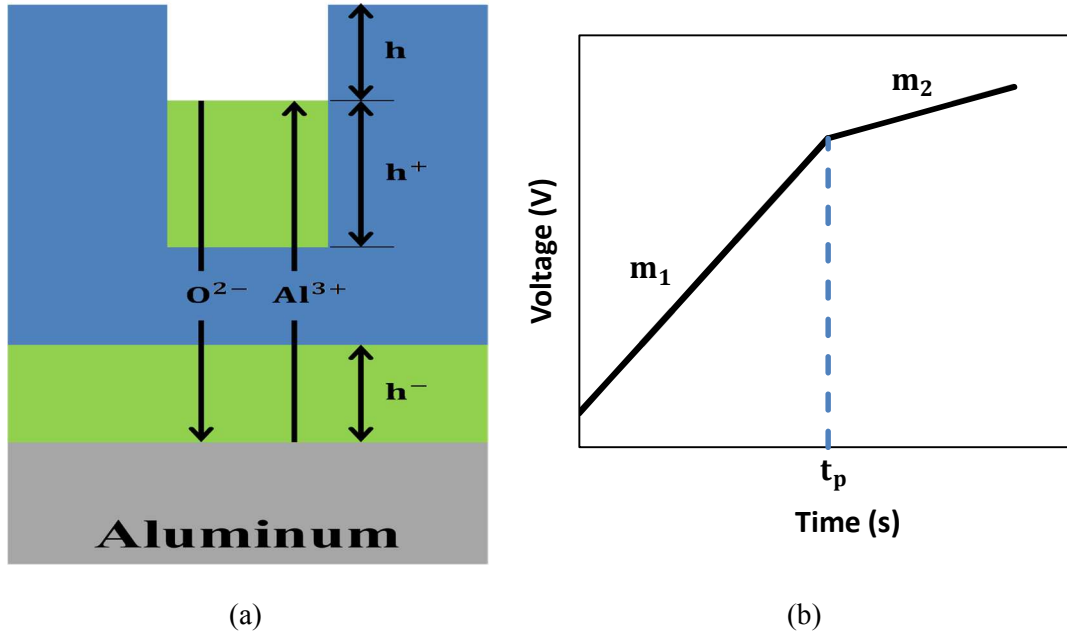 h
h⁺
O²⁻ Al³⁺
h⁻
Aluminum
(a)
Voltage (V)
m₁
m₂
tₚ
Time (s)
(b)